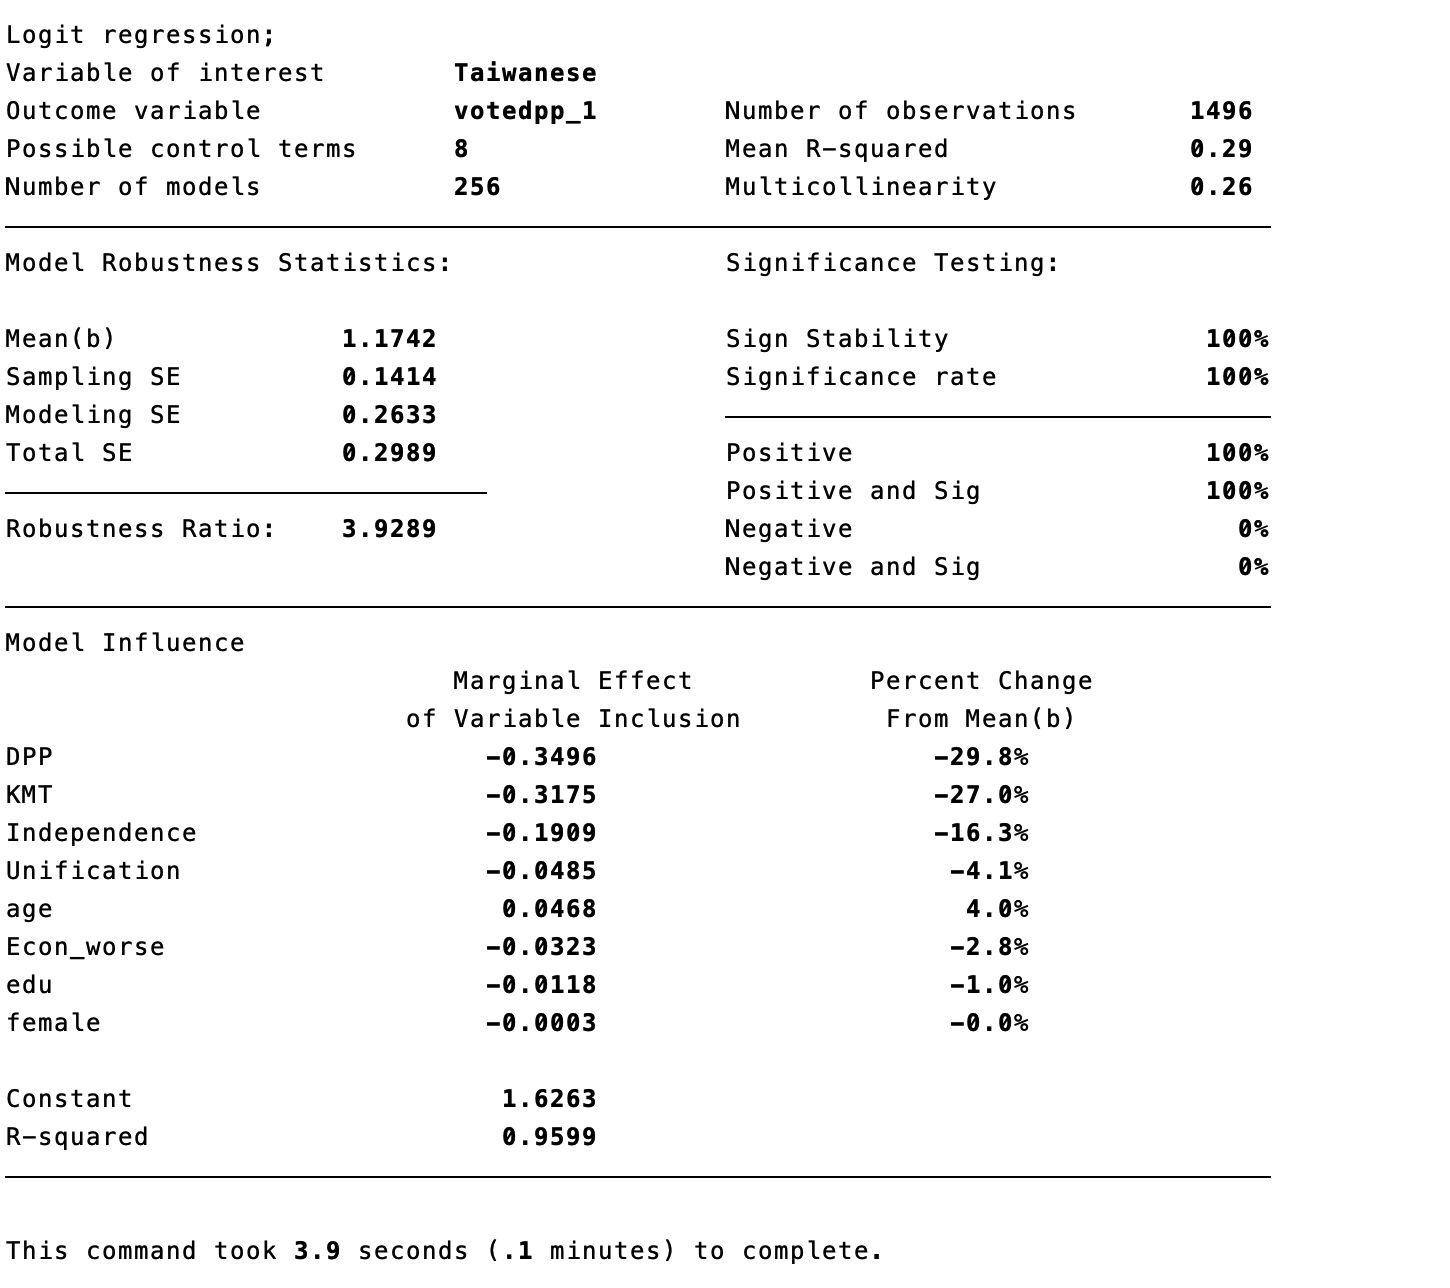 Logit regression;
Variable of interest Taiwanese
Outcome variable votedpp_1 Number of observations 1496
Possible control terms 8 Mean R-squared 0.29
Number of models 256 Multicollinearity 0.26
Model Robustness Statistics: Significance Testing:
Mean(b) 1.1742 Sign Stability 100%
Sampling SE 0.1414 Significance rate 100%
Modeling SE 0.2633
Total SE 0.2989 Positive 100%
Positive and Sig 100%
Robustness Ratio: 3.9289 Negative 0%
Negative and Sig 0%
Model Influence
Marginal Effect Percent Change
of Variable Inclusion From Mean(b)
DPP -0.3496 -29.8%
KMT -0.3175 -27.0%
Independence -0.1909 -16.3%
Unification -0.0485 -4.1%
age 0.0468 4.0%
Econ_worse -0.0323 -2.8%
edu -0.0118 -1.0%
female -0.0003 -0.0%
Constant 1.6263
R-squared 0.9599
This command took 3.9 seconds (.1 minutes) to complete.